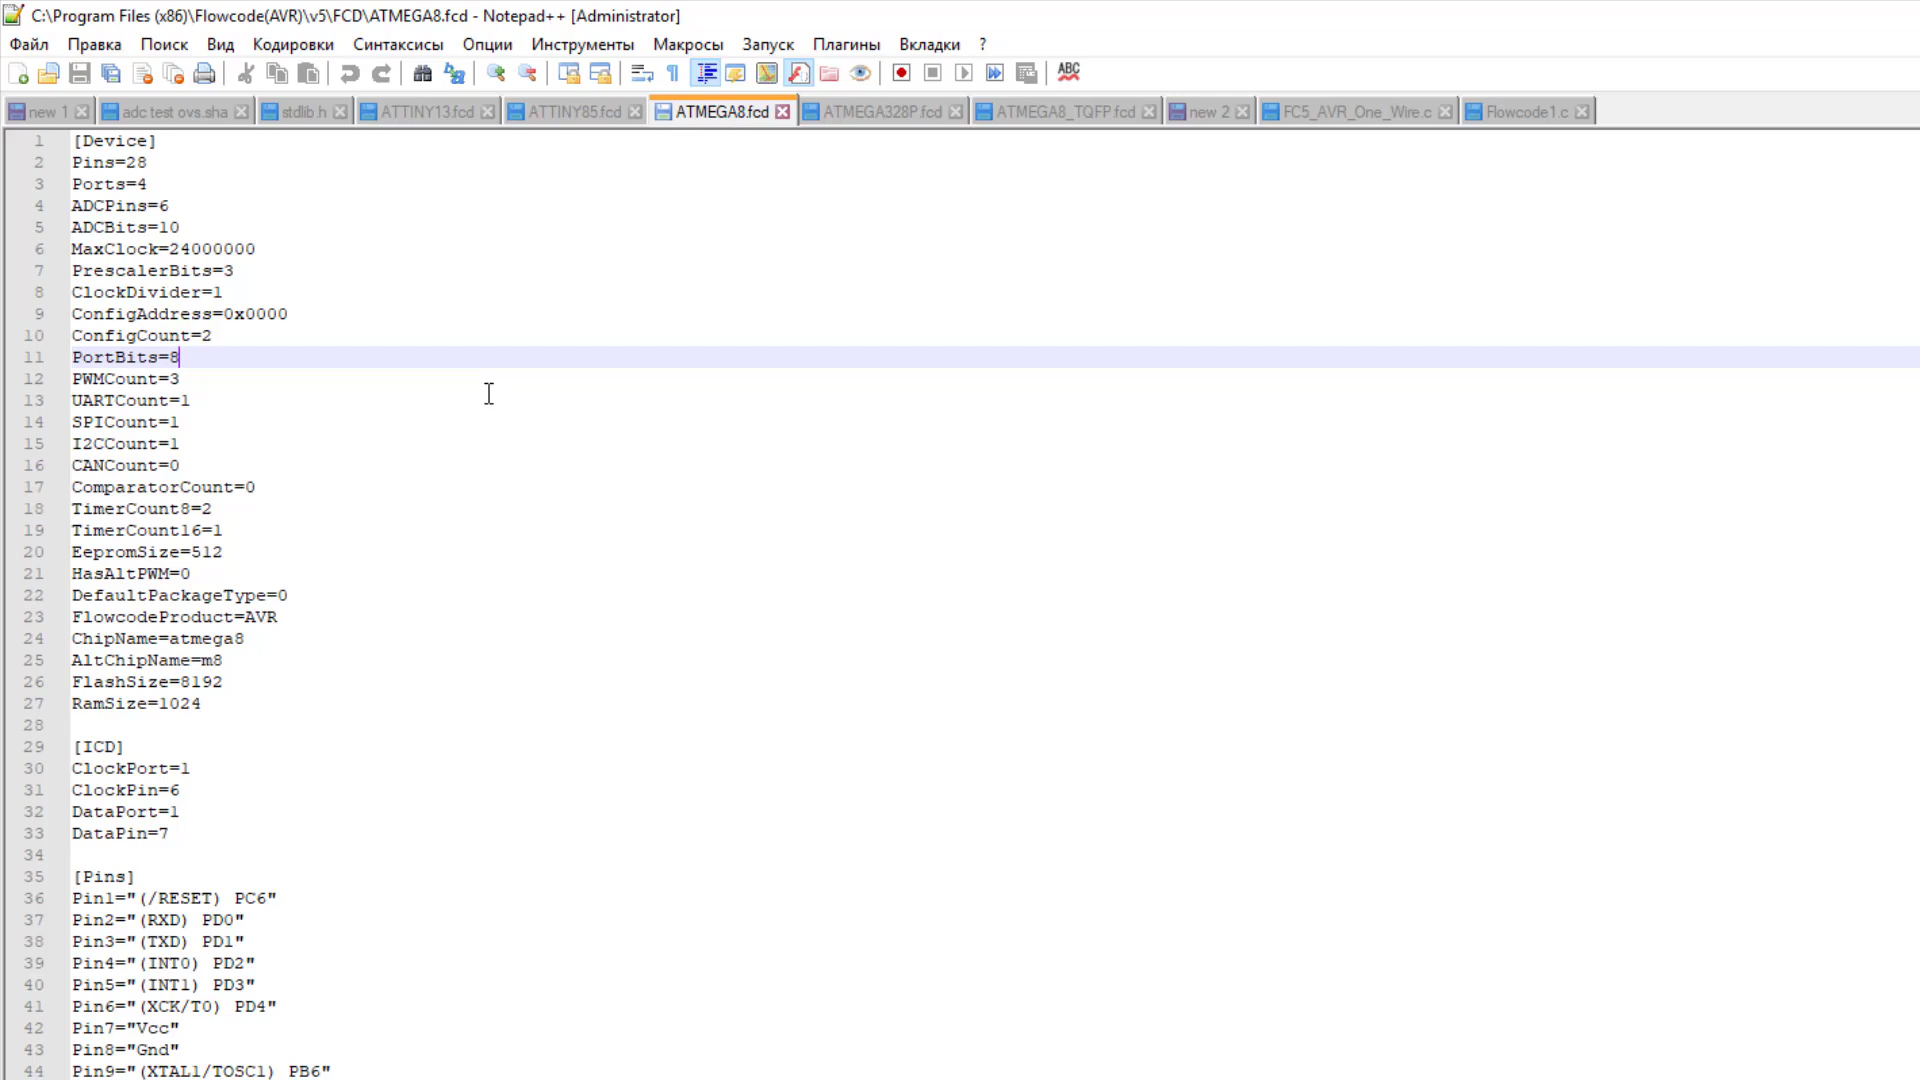 C:\Program Files (x86)\Flowcode(AVR)\v5\FCD\ATMEGA8.fcd - Notepad++ [Administrator]
Файл Правка Поиск Вид Кодировки Синтаксисы Опции Инструменты Макросы Запуск Плагины Вкладки ?
ABC
new 1 adc test ovs.sha stdlib.h ATTINY13.fcd ATTINY85.fcd ATMEGA8.fcd ATMEGA328P.fcd ATMEGA8_TQFP.fcd new 2 FC5_AVR_One_Wire.c Flowcode1.c
1 [Device]
2 Pins=28
3 Ports=4
4 ADCPins=6
5 ADCBits=10
6 MaxClock=24000000
7 PrescalerBits=3
8 ClockDivider=1
9 ConfigAddress=0x0000
10 ConfigCount=2
11 PortBits=8
12 PWMCount=3
13 UARTCount=1
14 SPICount=1
15 I2CCount=1
16 CANCount=0
17 ComparatorCount=0
18 TimerCount8=2
19 TimerCount16=1
20 EepromSize=512
21 HasAltPWM=0
22 DefaultPackageType=0
23 FlowcodeProduct=AVR
24 ChipName=atmega8
25 AltChipName=m8
26 FlashSize=8192
27 RamSize=1024
28
29 [ICD]
30 ClockPort=1
31 ClockPin=6
32 DataPort=1
33 DataPin=7
34
35 [Pins]
36 Pin1="(/RESET) PC6"
37 Pin2="(RXD) PD0"
38 Pin3="(TXD) PD1"
39 Pin4="(INT0) PD2"
40 Pin5="(INT1) PD3"
41 Pin6="(XCK/T0) PD4"
42 Pin7="Vcc"
43 Pin8="Gnd"
44 Pin9="(XTAL1/TOSC1) PB6"